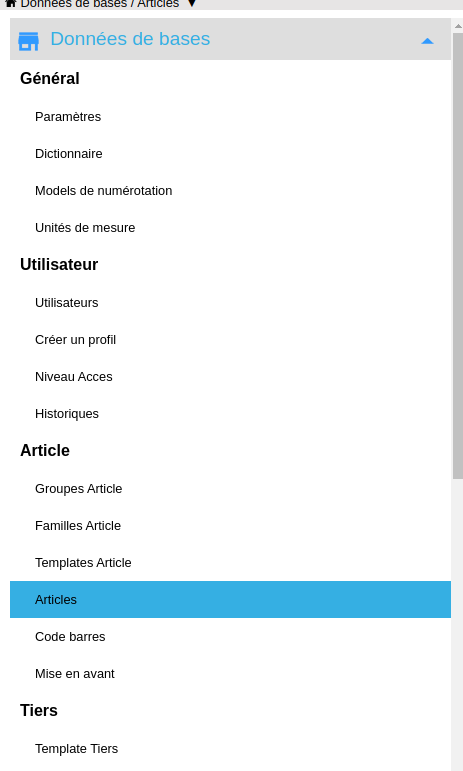 Données de bases / Articles
Données de bases
Général
Paramètres
Dictionnaire
Models de numérotation
Unités de mesure
Utilisateur
Utilisateurs
Créer un profil
Niveau Acces
Historiques
Article
Groupes Article
Familles Article
Templates Article
Articles
Code barres
Mise en avant
Tiers
Template Tiers